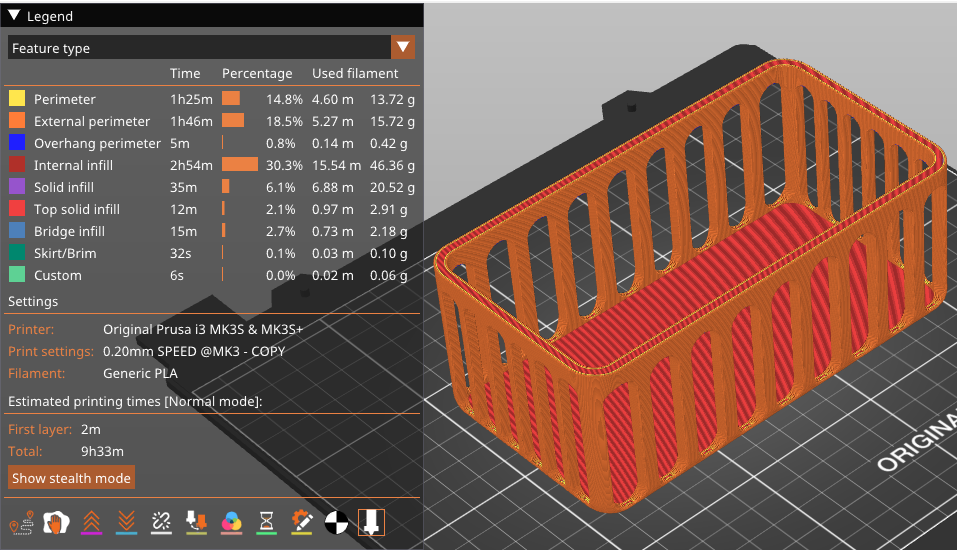 Legend
Feature type
Time Percentage Used filament
Perimeter 1h25m 14.8% 4.60 m 13.72 g
External perimeter 1h46m 18.5% 5.27 m 15.72 g
Overhang perimeter 5m 0.8% 0.14 m 0.42 g
Internal infill 2h54m 30.3% 15.54 m 46.36 g
Solid infill 35m 6.1% 6.88 m 20.52 g
Top solid infill 12m 2.1% 0.97 m 2.91 g
Bridge infill 15m 2.7% 0.73 m 2.18 g
Skirt/Brim 32s 0.1% 0.03 m 0.10 g
Custom 6s 0.0% 0.02 m 0.06 g
Settings
Printer: Original Prusa i3 MK3S & MK3S+
Print settings: 0.20mm SPEED @MK3 - COPY
Filament: Generic PLA
Estimated printing times [Normal mode]:
First layer: 2m
Total: 9h33m
Show stealth mode
ORIGINA